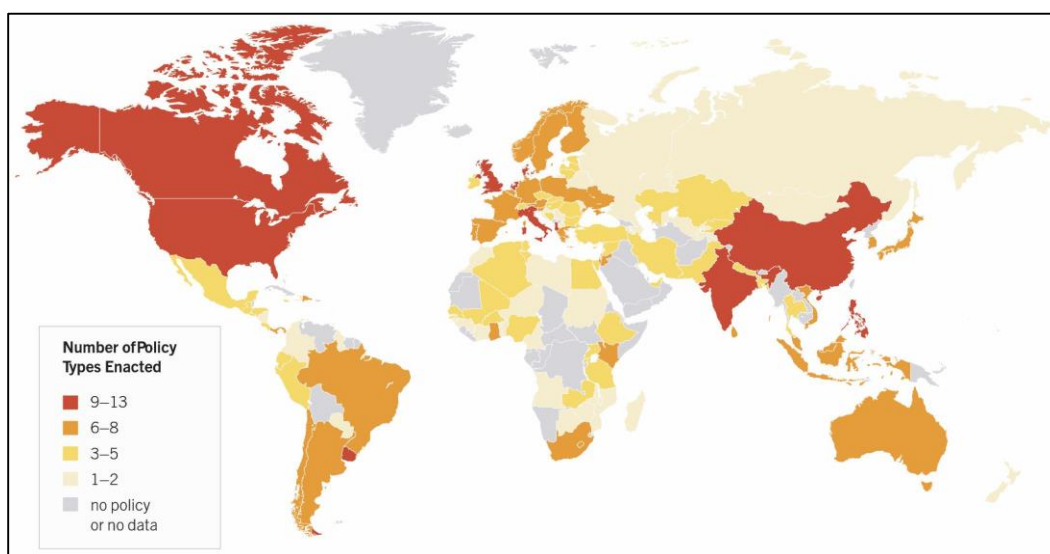 Number of Policy
Types Enacted
9–13
6–8
3–5
1–2
no policy
or no data